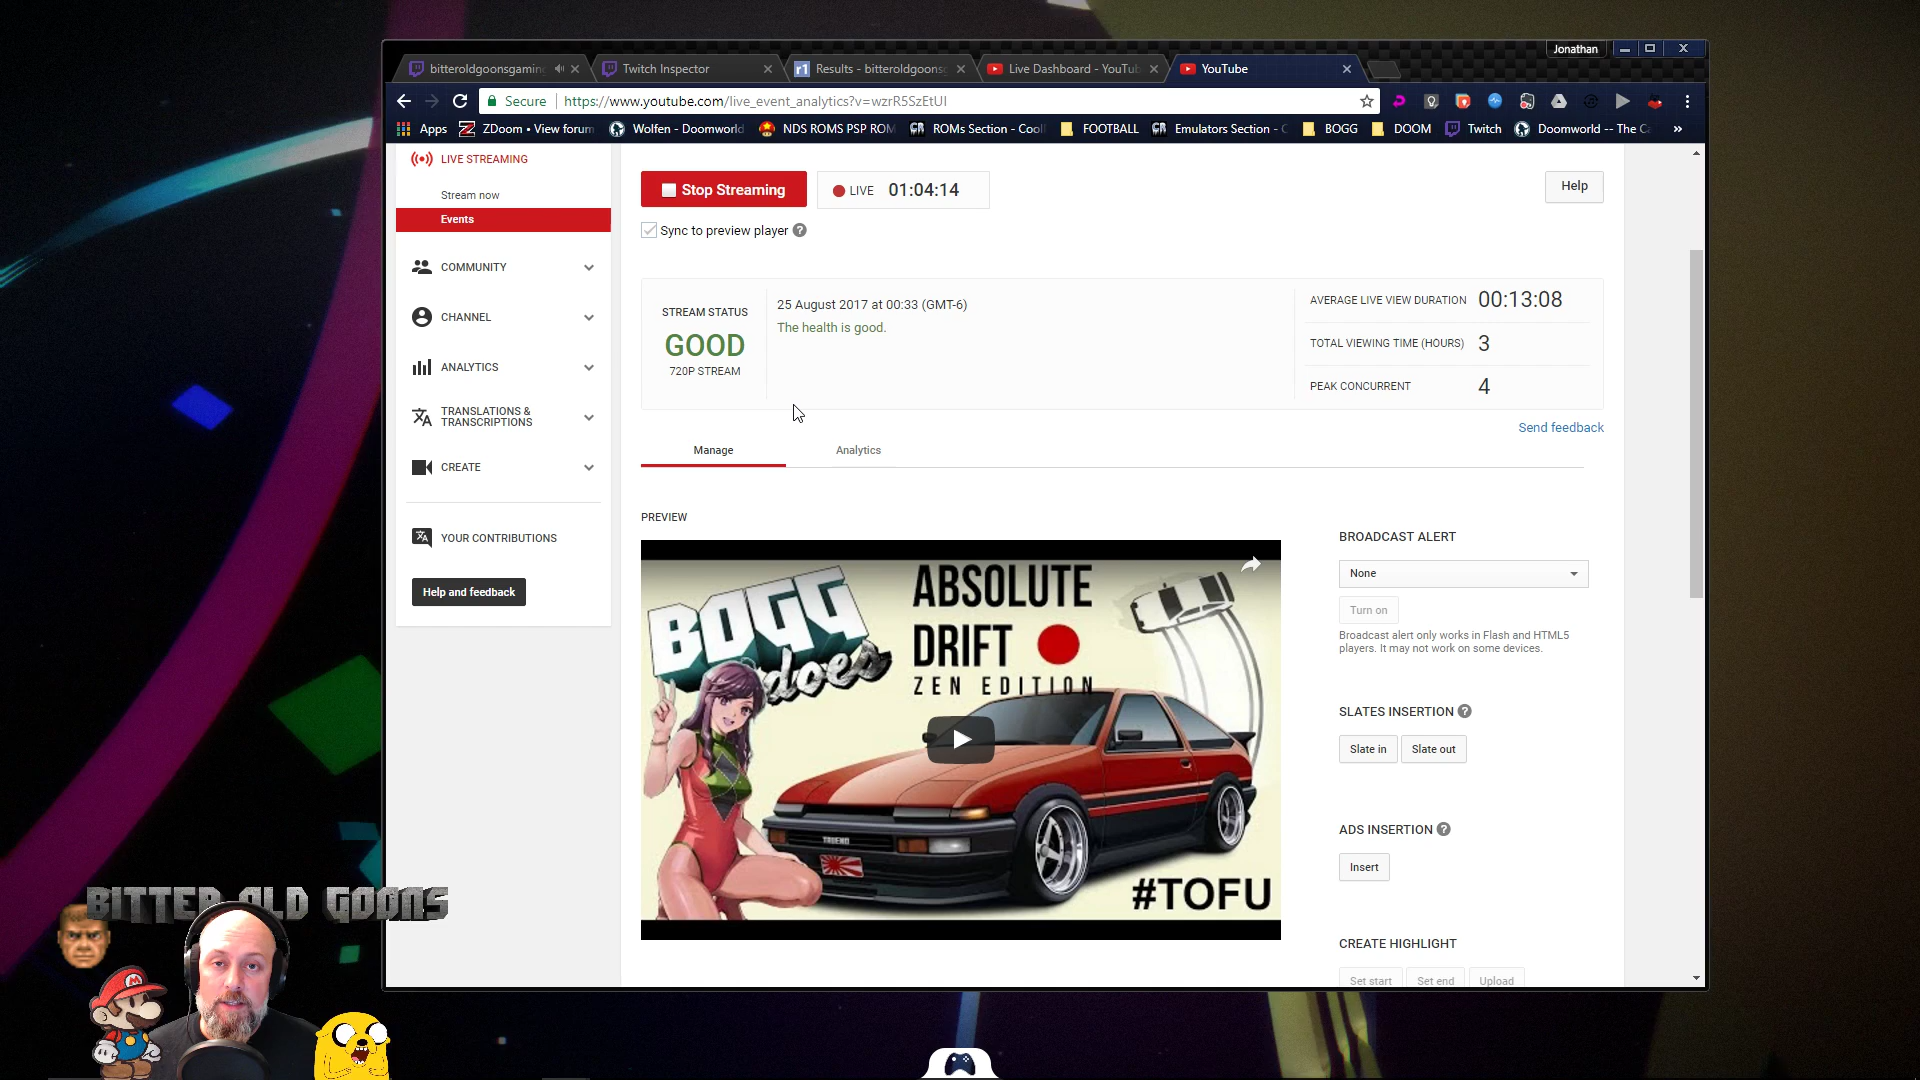 Jonathan
bitteroldgoonsgamin
Twitch Inspector
Results - bitteroldgoons
Live Dashboard - YouTub
YouTube
Secure
https://www.youtube.com/live_event_analytics?v=wzrR5SzEtUI
Apps
ZDoom • View forum
Wolfen - Doomworld
NDS ROMS PSP ROM
ROMs Section - Cool
FOOTBALL
Emulators Section - C
BOGG
DOOM
Twitch
Doomworld -- The Ca
»
LIVE STREAMING
Stream now
Events
COMMUNITY
CHANNEL
ANALYTICS
TRANSLATIONS &
TRANSCRIPTIONS
CREATE
YOUR CONTRIBUTIONS
Help and feedback
Stop Streaming
LIVE 01:04:14
Help
Sync to preview player
STREAM STATUS
GOOD
720P STREAM
25 August 2017 at 00:33 (GMT-6)
The health is good.
AVERAGE LIVE VIEW DURATION 00:13:08
TOTAL VIEWING TIME (HOURS) 3
PEAK CONCURRENT 4
Send feedback
Manage
Analytics
PREVIEW
BOGG
does
ABSOLUTE
DRIFT
ZEN EDITION
TRUENO
#TOFU
BROADCAST ALERT
None
Turn on
Broadcast alert only works in Flash and HTML5
players. It may not work on some devices.
SLATES INSERTION
Slate in
Slate out
ADS INSERTION
Insert
CREATE HIGHLIGHT
Set start
Set end
Upload
BITTER OLD GOONS
M